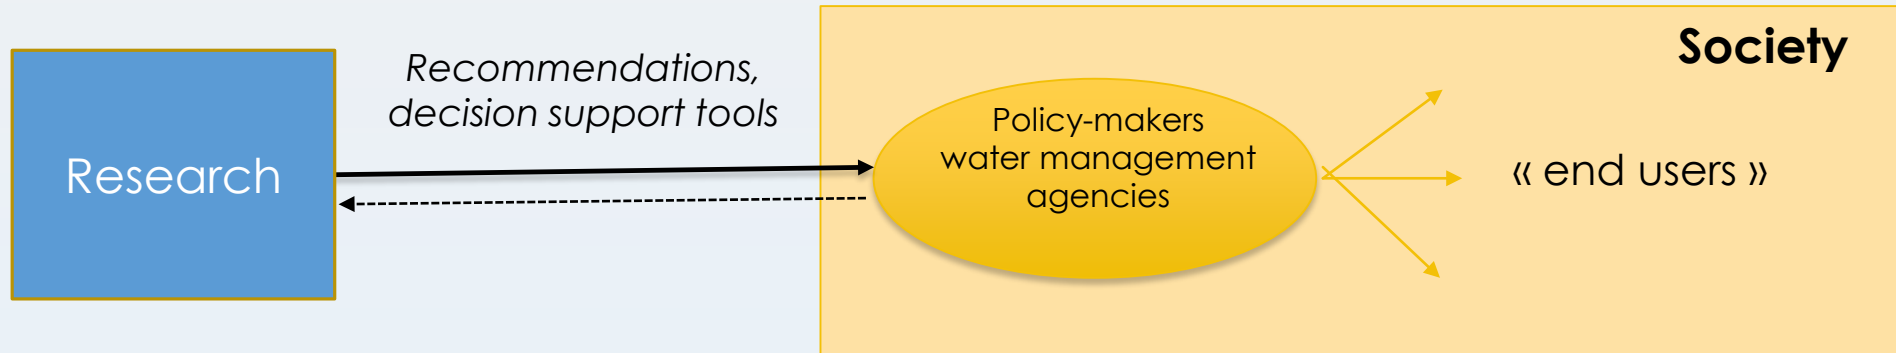 Research
Recommendations,
decision support tools
Society
Policy-makers
water management
agencies
« end users »